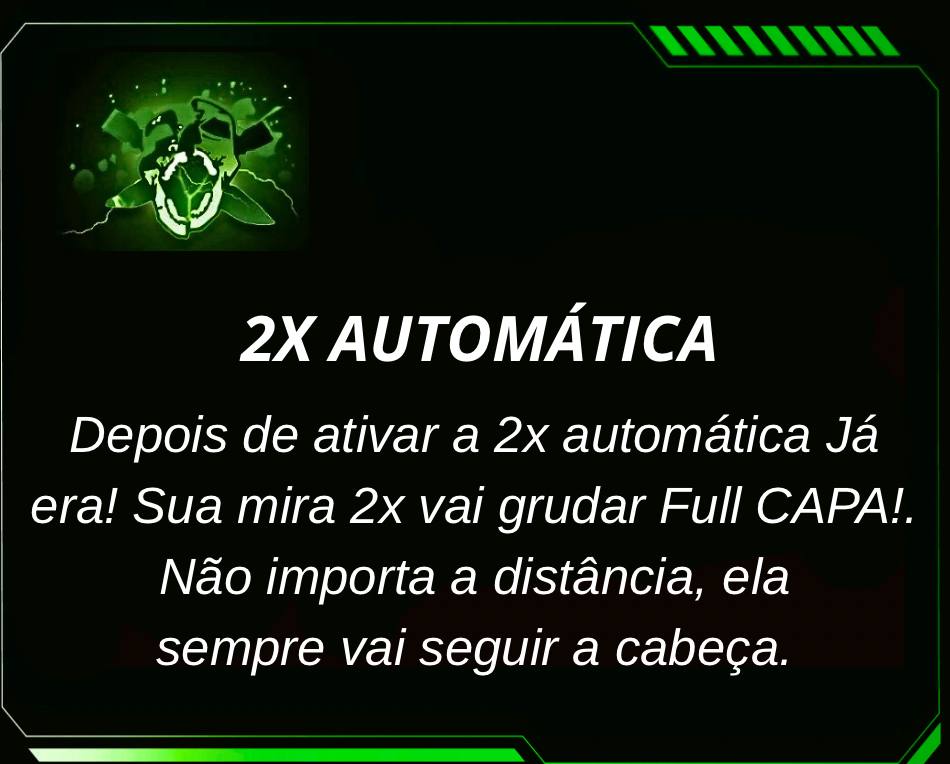 2X AUTOMÁTICA
Depois de ativar a 2x automática Já
era! Sua mira 2x vai grudar Full CAPA!.
Não importa a distância, ela
sempre vai seguir a cabeça.